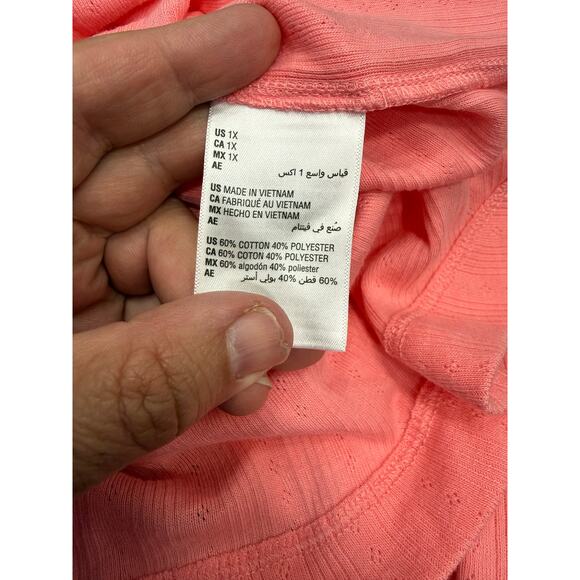 US 1X
CA 1X
MX 1X
AE
قياس واسع 1 اكس
US MADE IN VIETNAM
CA FABRIQUÉ AU VIETNAM
MX HECHO EN VIETNAM
AE
صُنع في فيتنام
US 60% COTTON 40% POLYESTER
CA 60% COTON 40% POLYESTER
MX 60% algodón 40% poliester
AE 60% قطن 40% بولي أستر